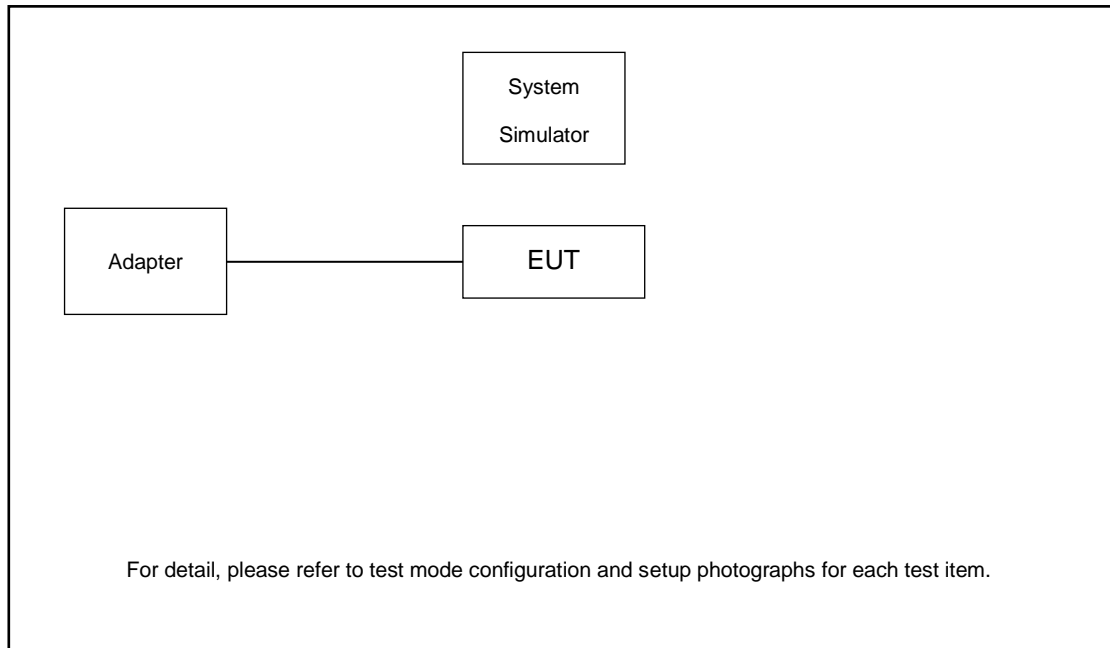 System
Simulator
Adapter
EUT
For detail, please refer to test mode configuration and setup photographs for each test item.